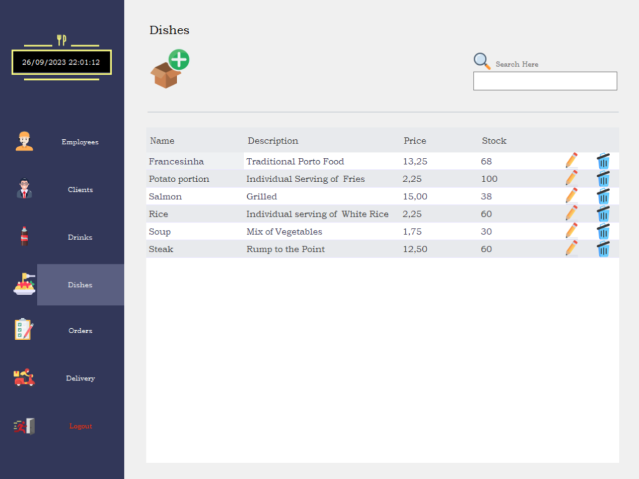 26/09/2023 22:01:12
Employees
Clients
Drinks
Dishes
Orders
Delivery
Logout
Dishes
Search Here
Name Description Price Stock
Francesinha Traditional Porto Food 13,25 68
Potato portion Individual Serving of Fries 2,25 100
Salmon Grilled 15,00 38
Rice Individual serving of White Rice 2,25 60
Soup Mix of Vegetables 1,75 30
Steak Rump to the Point 12,50 60